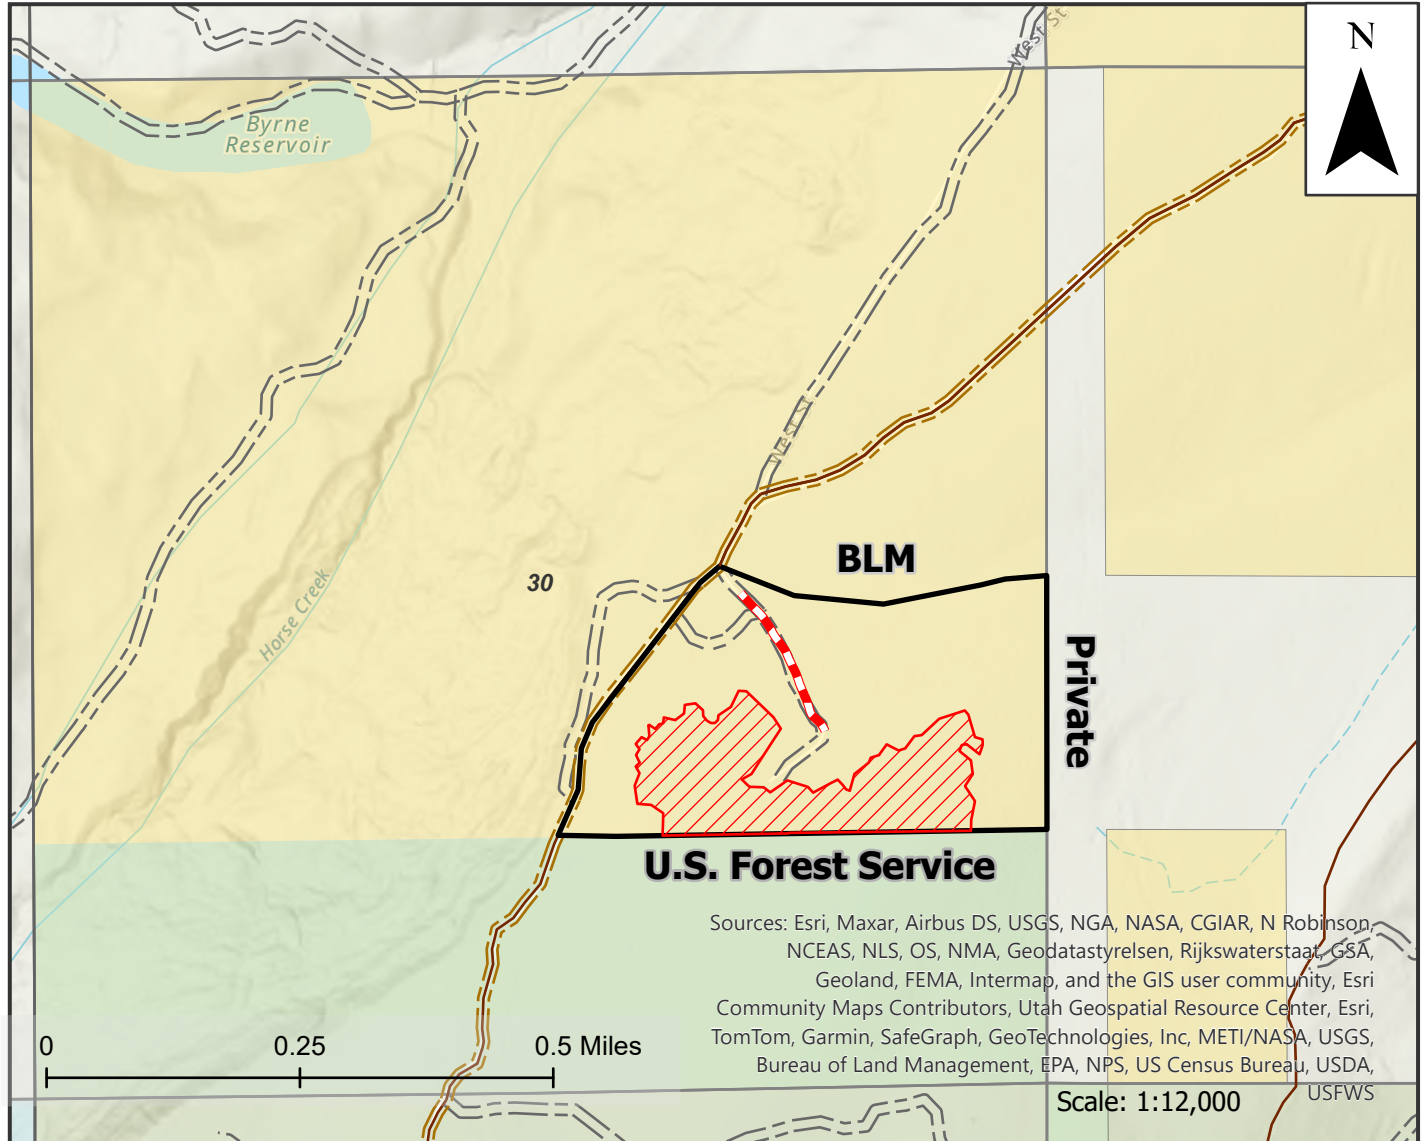 N
West St
Byrne
Reservoir
West St
BLM
30
Horse Creek
Private
U.S. Forest Service
Sources: Esri, Maxar, Airbus DS, USGS, NGA, NASA, CGIAR, N Robinson,
NCEAS, NLS, OS, NMA, Geodatastyrelsen, Rijkswaterstaat, GSA,
Geoland, FEMA, Intermap, and the GIS user community, Esri
Community Maps Contributors, Utah Geospatial Resource Center, Esri,
TomTom, Garmin, SafeGraph, GeoTechnologies, Inc, METI/NASA, USGS,
Bureau of Land Management, EPA, NPS, US Census Bureau, USDA,
USFWS
0 0.25 0.5 Miles
Scale: 1:12,000